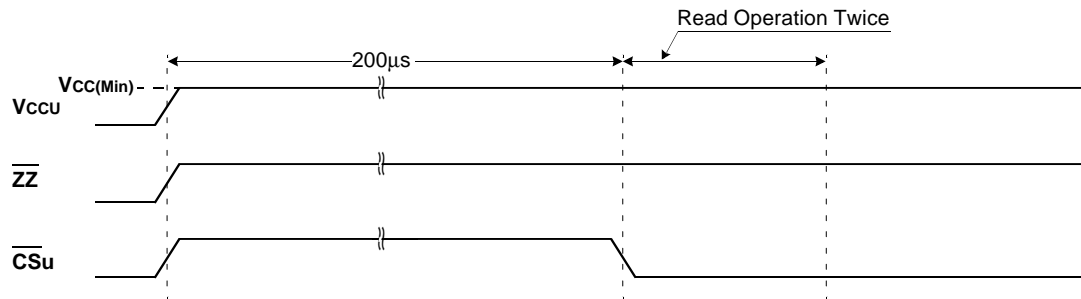 Read Operation Twice
200µs
VCC(Min)
VCCU
ZZ
CSu